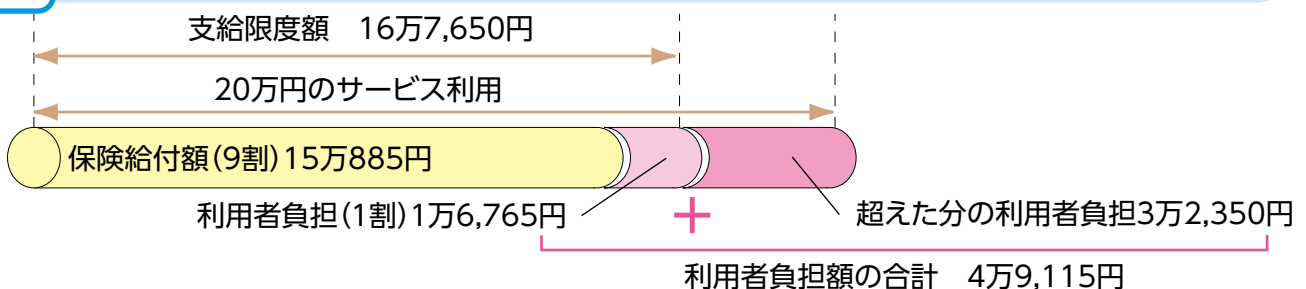 支給限度額　16万7,650円
20万円のサービス利用
保険給付額(9割)15万885円
利用者負担(1割)1万6,765円
+
超えた分の利用者負担3万2,350円
利用者負担額の合計　4万9,115円